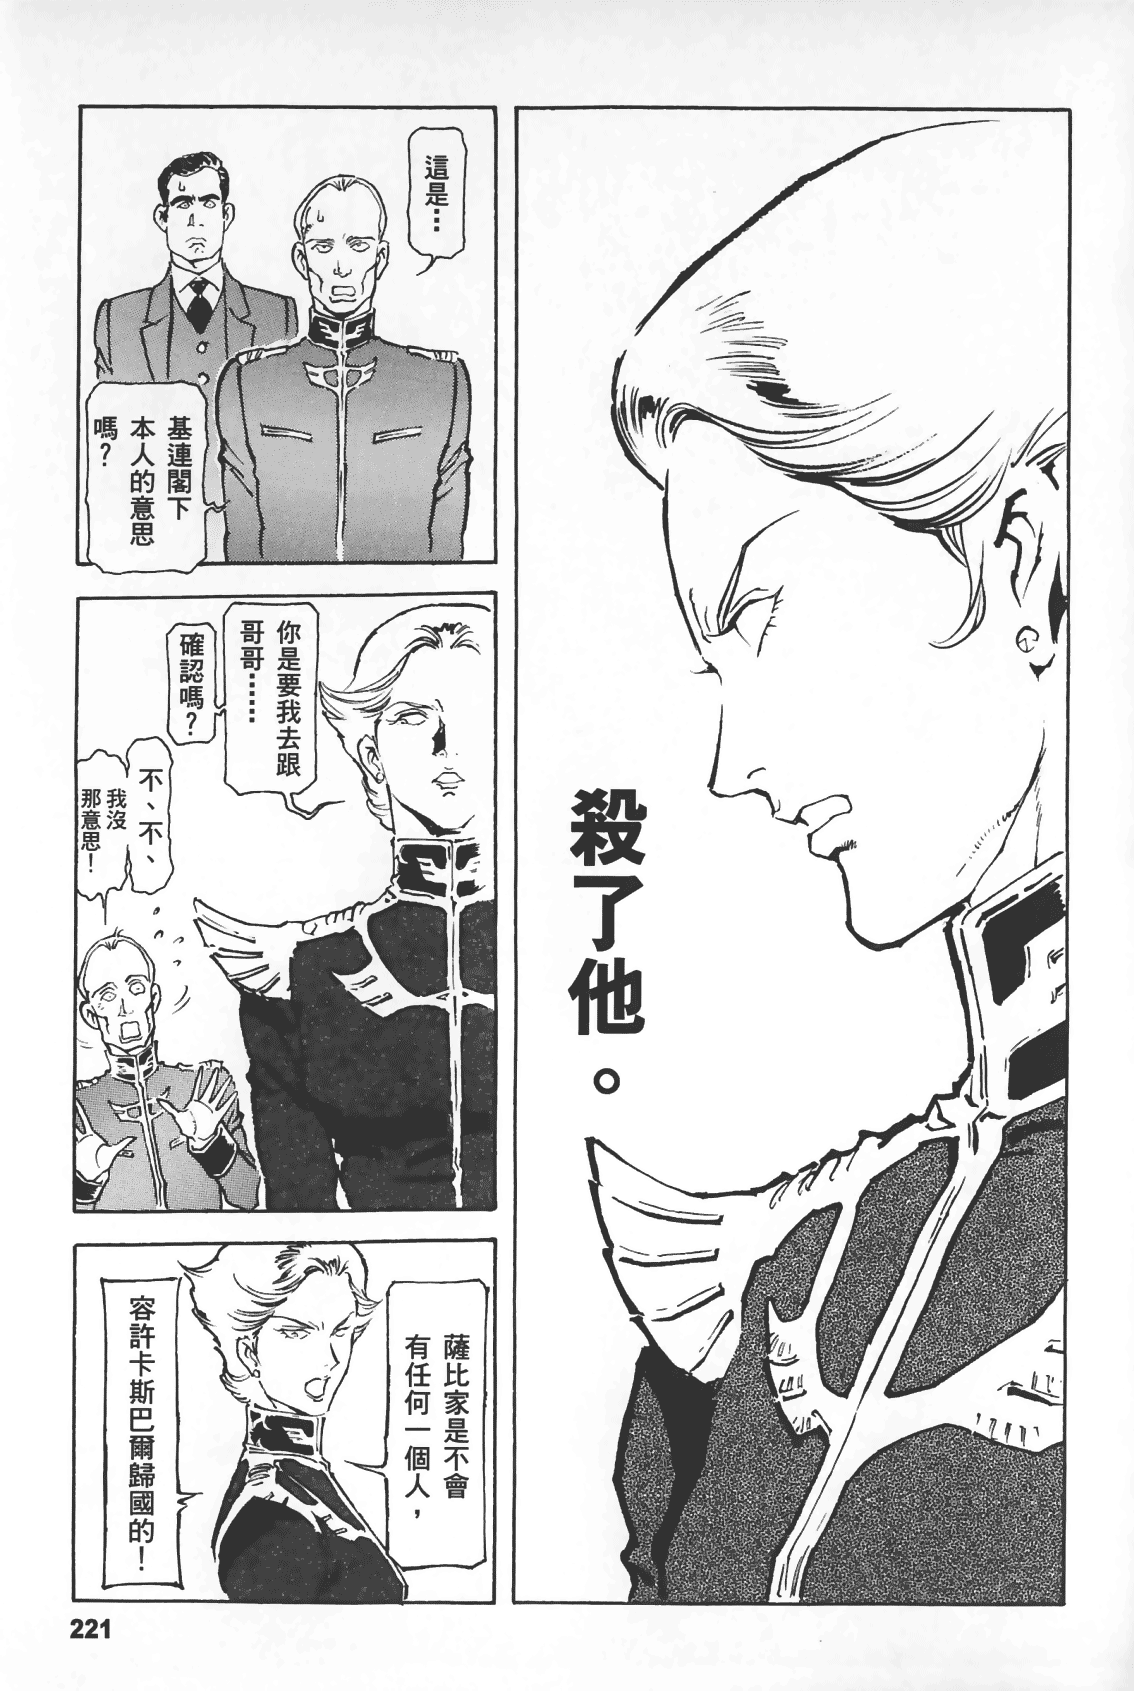 殺了他。
這是…
基連閣下
本人的意思
嗎？
你是要我去跟
哥哥……
確認嗎？
不、不、
我沒
那意思！
薩比家是不會
有任何一個人，
容許卡斯巴爾歸國的！
221